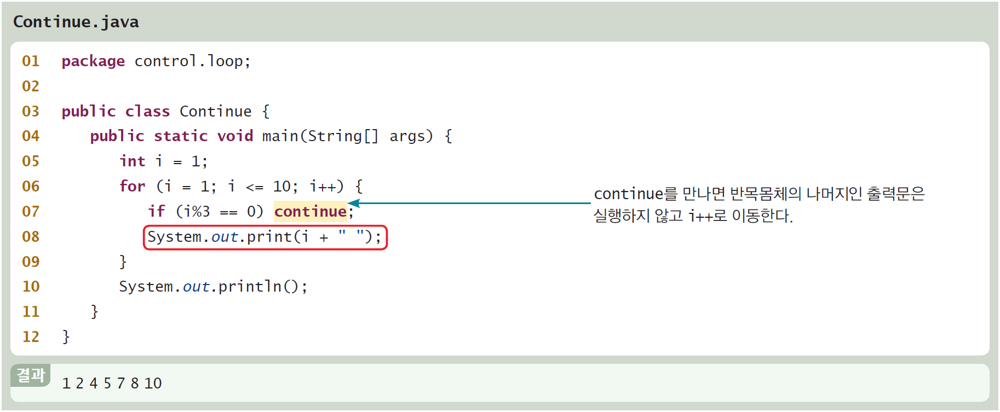 Continue.java
01 package control.loop;
02
03 public class Continue {
04 public static void main(String[] args) {
05 int i = 1;
06 for (i = 1; i <= 10; i++) {
07 if (i%3 == 0) continue;
continue를 만나면 반목몸체의 나머지인 출력문은
실행하지 않고 i++로 이동한다.
08 System.out.print(i + " ");
09 }
10 System.out.println();
11 }
12 }
결과
1 2 4 5 7 8 10